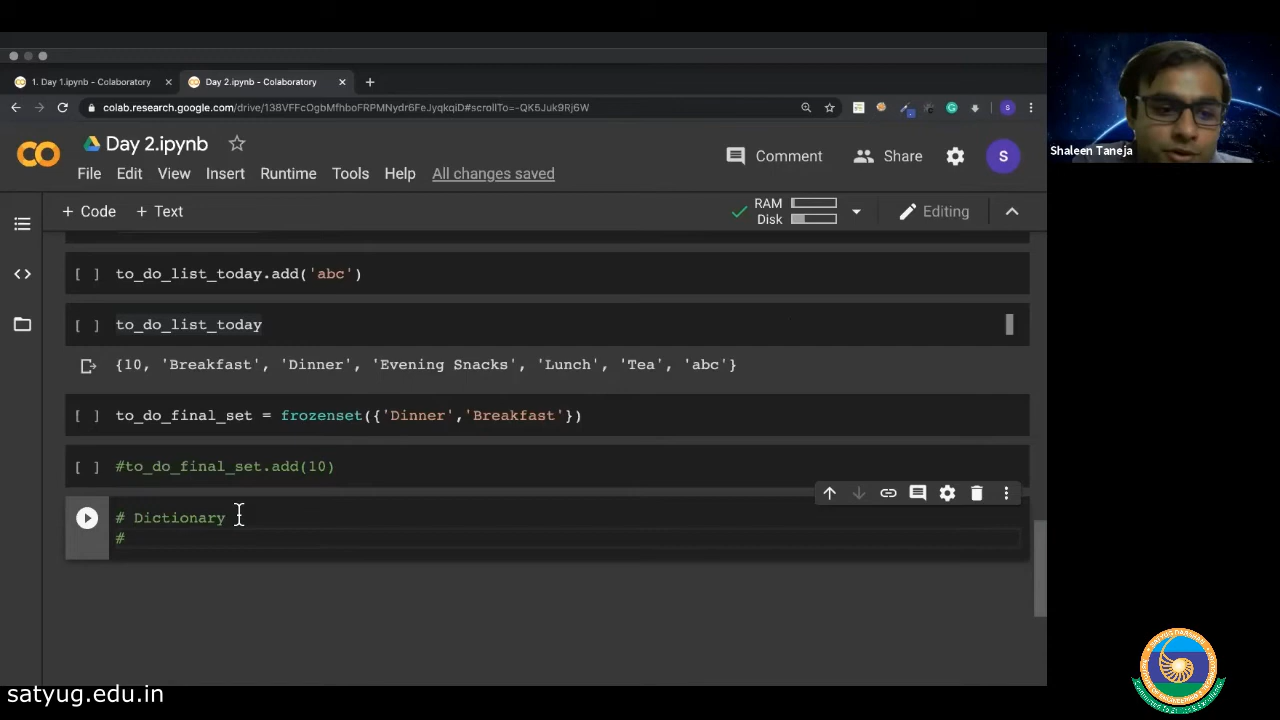 1. Day 1.ipynb - Colaboratory
Day 2.ipynb - Colaboratory
colab.research.google.com/drive/138VFFcOgbMfhboFRPMNydr6FeJyqkqiD#scrollTo=-QK5Juk9Rj6W
S
CO
Day 2.ipynb
Comment
Share
S
File Edit View Insert Runtime Tools Help All changes saved
+ Code + Text
RAM
Disk
Editing
[ ] to_do_list_today.add('abc')
[ ] to_do_list_today
{10, 'Breakfast', 'Dinner', 'Evening Snacks', 'Lunch', 'Tea', 'abc'}
[ ] to_do_final_set = frozenset({'Dinner','Breakfast'})
[ ] #to_do_final_set.add(10)
# Dictionary
#
Shaleen Taneja
satyug.edu.in